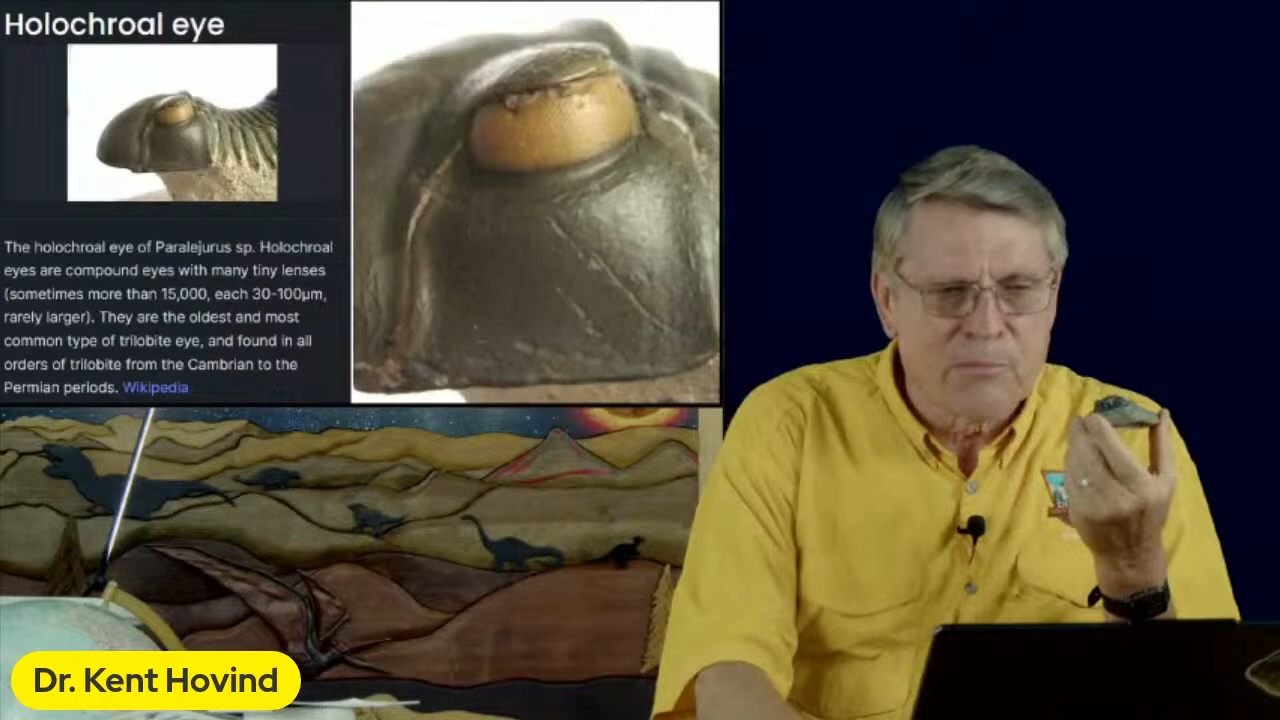 Holochroal eye
The holochroal eye of Paralejurus sp. Holochroal
eyes are compound eyes with many tiny lenses
(sometimes more than 15,000, each 30-100μm,
rarely larger). They are the oldest and most
common type of trilobite eye, and found in all
orders of trilobite from the Cambrian to the
Permian periods. Wikipedia
Dr. Kent Hovind